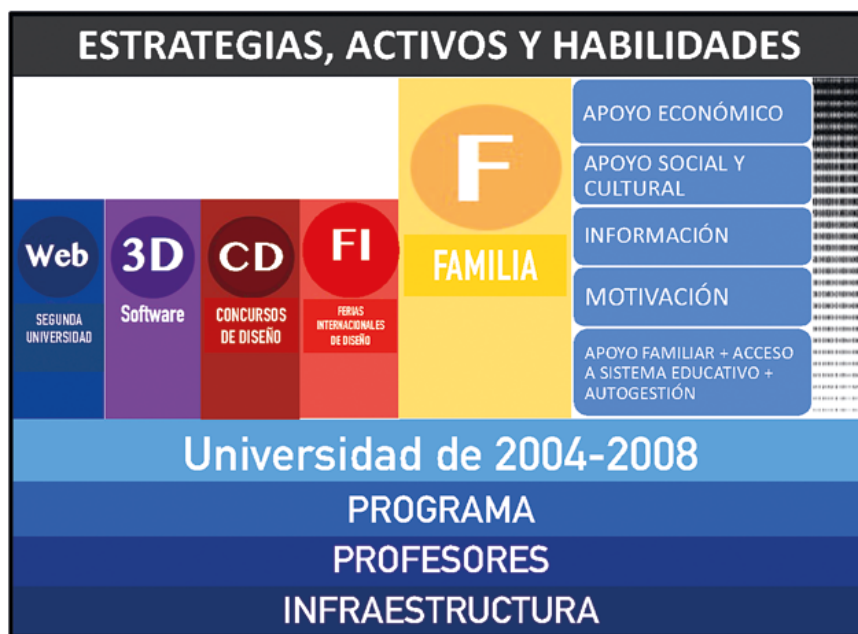 ESTRATEGIAS, ACTIVOS Y HABILIDADES
Web
SEGUNDA
UNIVERSIDAD
3D
Software
CD
CONCURSOS
DE DISEÑO
FI
FERIAS
INTERNACIONALES
DE DISEÑO
F
FAMILIA
APOYO ECONÓMICO
APOYO SOCIAL Y
CULTURAL
INFORMACIÓN
MOTIVACIÓN
APOYO FAMILIAR + ACCESO
A SISTEMA EDUCATIVO +
AUTOGESTIÓN
Universidad de 2004-2008
PROGRAMA
PROFESORES
INFRAESTRUCTURA